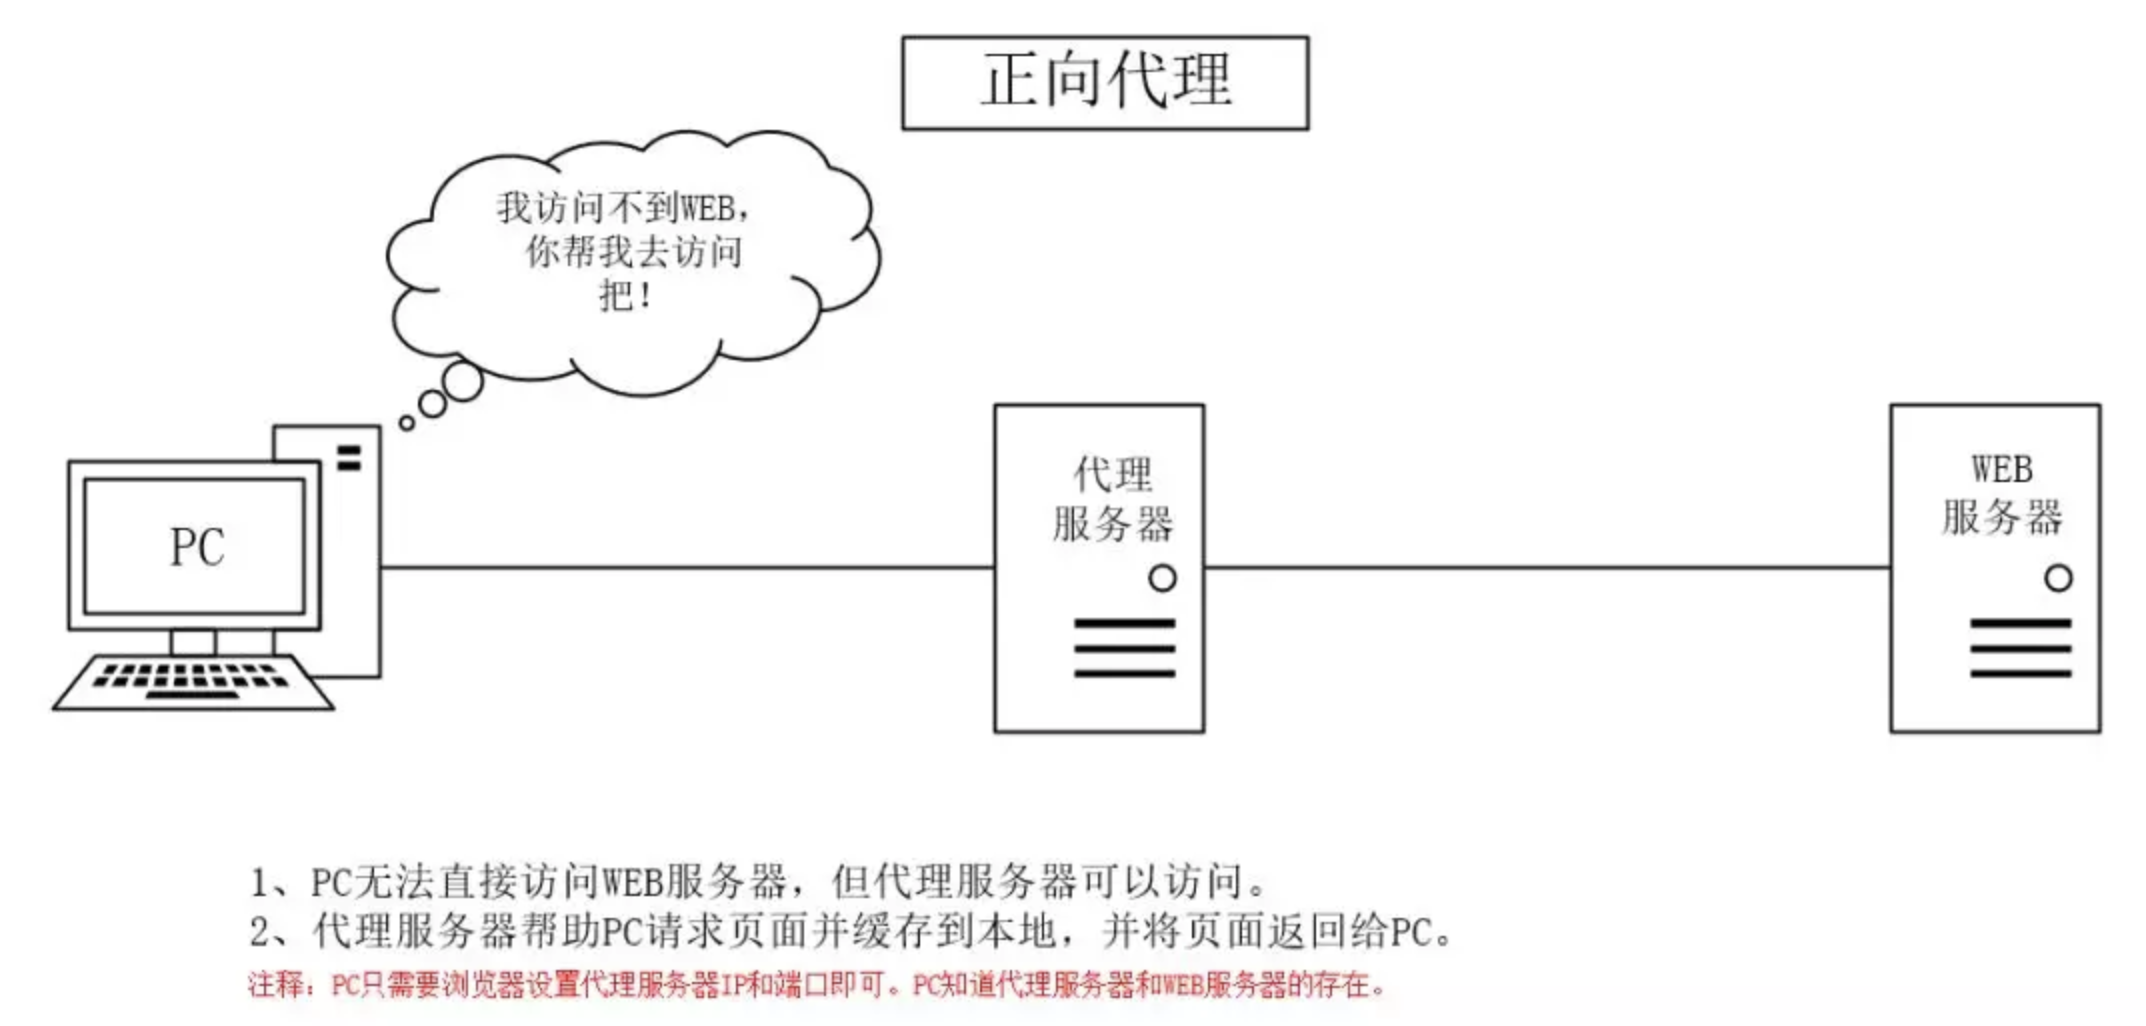 正向代理
我访问不到WEB,
你帮我去访问
把!
PC
代理
服务器
WEB
服务器
1、PC无法直接访问WEB服务器，但代理服务器可以访问。
2、代理服务器帮助PC请求页面并缓存到本地，并将页面返回给PC。
注释：PC只需要浏览器设置代理服务器IP和端口即可。PC知道代理服务器和WEB服务器的存在。